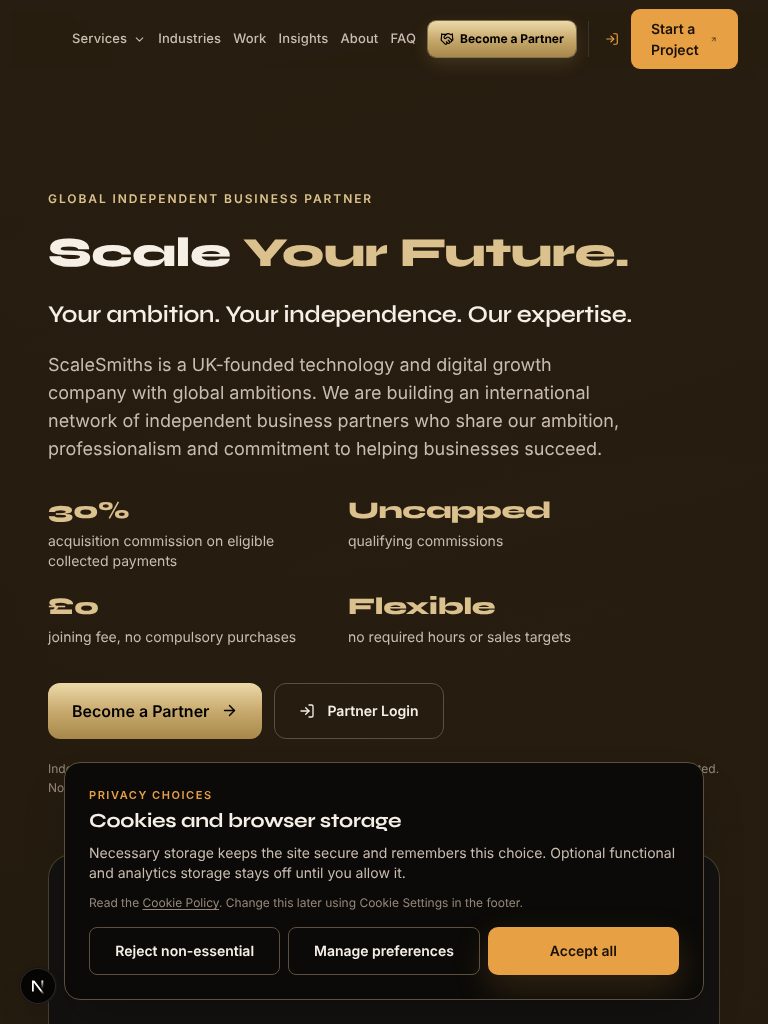 Services Industries Work Insights About FAQ Become a Partner Start a Project
GLOBAL INDEPENDENT BUSINESS PARTNER
Scale Your Future.
Your ambition. Your independence. Our expertise.
ScaleSmiths is a UK-founded technology and digital growth
company with global ambitions. We are building an international
network of independent business partners who share our ambition,
professionalism and commitment to helping businesses succeed.
30%
acquisition commission on eligible
collected payments
Uncapped
qualifying commissions
£0
joining fee, no compulsory purchases
Flexible
no required hours or sales targets
Become a Partner
Partner Login
PRIVACY CHOICES
Cookies and browser storage
Necessary storage keeps the site secure and remembers this choice. Optional functional
and analytics storage stays off until you allow it.
Read the Cookie Policy. Change this later using Cookie Settings in the footer.
Reject non-essential
Manage preferences
Accept all
N